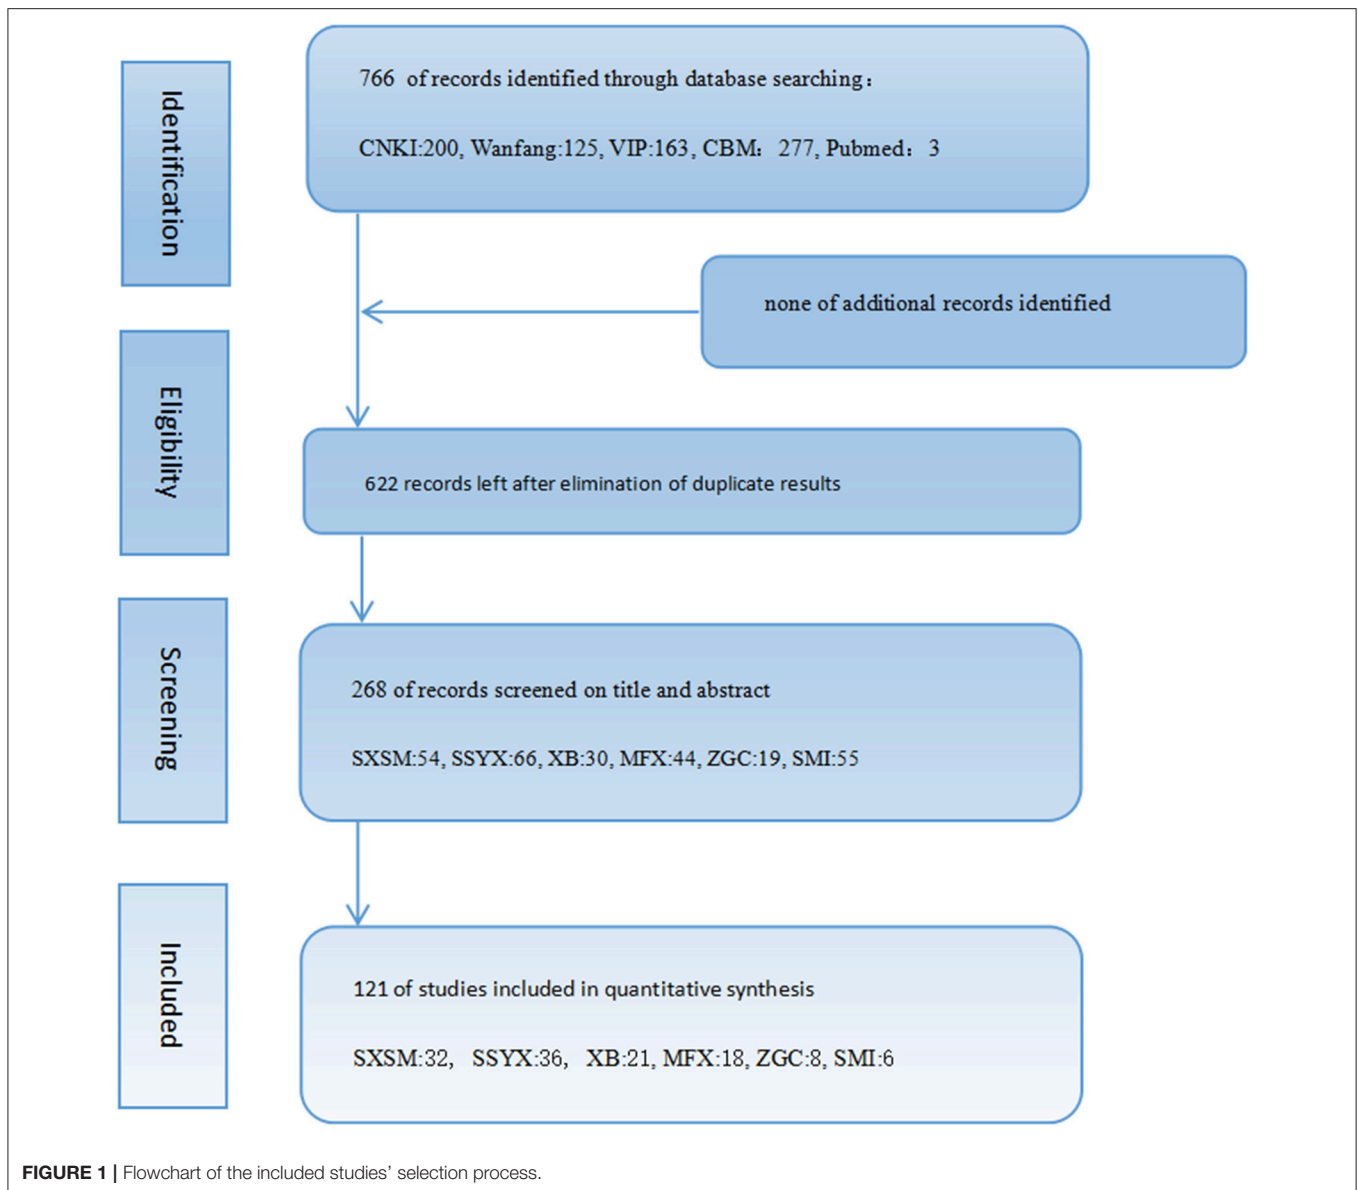 Identification
766 of records identified through database searching：
CNKI:200, Wanfang:125, VIP:163, CBM：277, Pubmed：3
none of additional records identified
Eligibility
622 records left after elimination of duplicate results
Screening
268 of records screened on title and abstract
SXSM:54, SSYX:66, XB:30, MFX:44, ZGC:19, SMI:55
Included
121 of studies included in quantitative synthesis
SXSM:32, SSYX:36, XB:21, MFX:18, ZGC:8, SMI:6
FIGURE 1 | Flowchart of the included studies’ selection process.